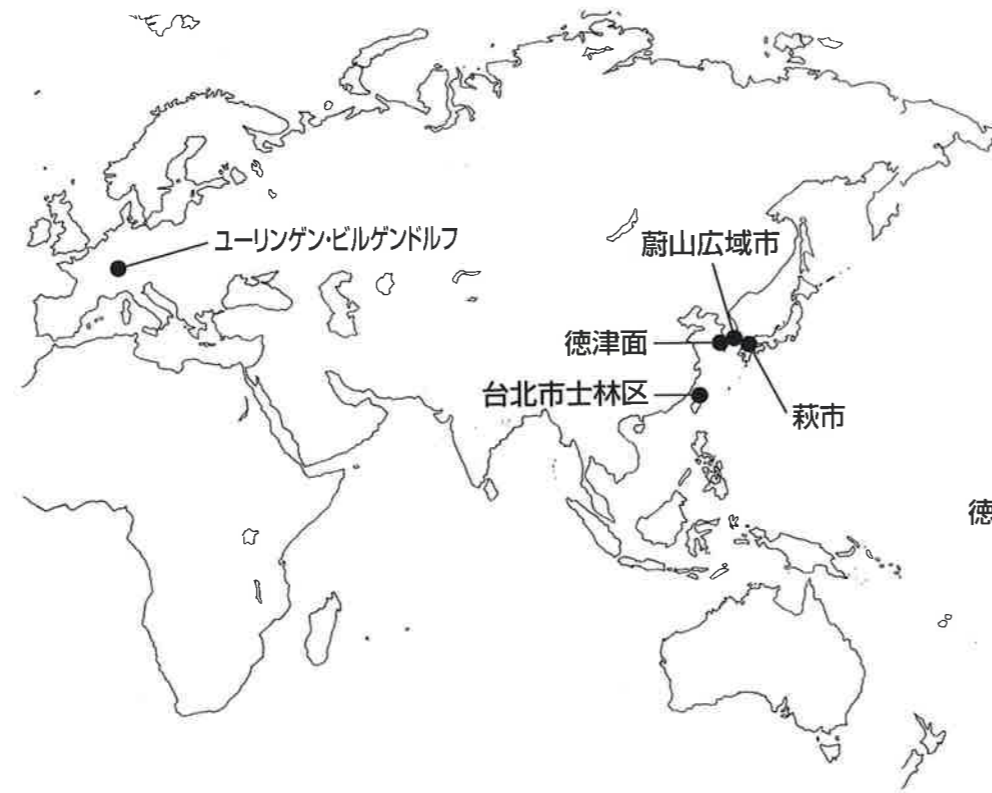 ユーリンゲン・ビルゲンドルフ
蔚山広域市
徳津面
台北市士林区
萩市
徳